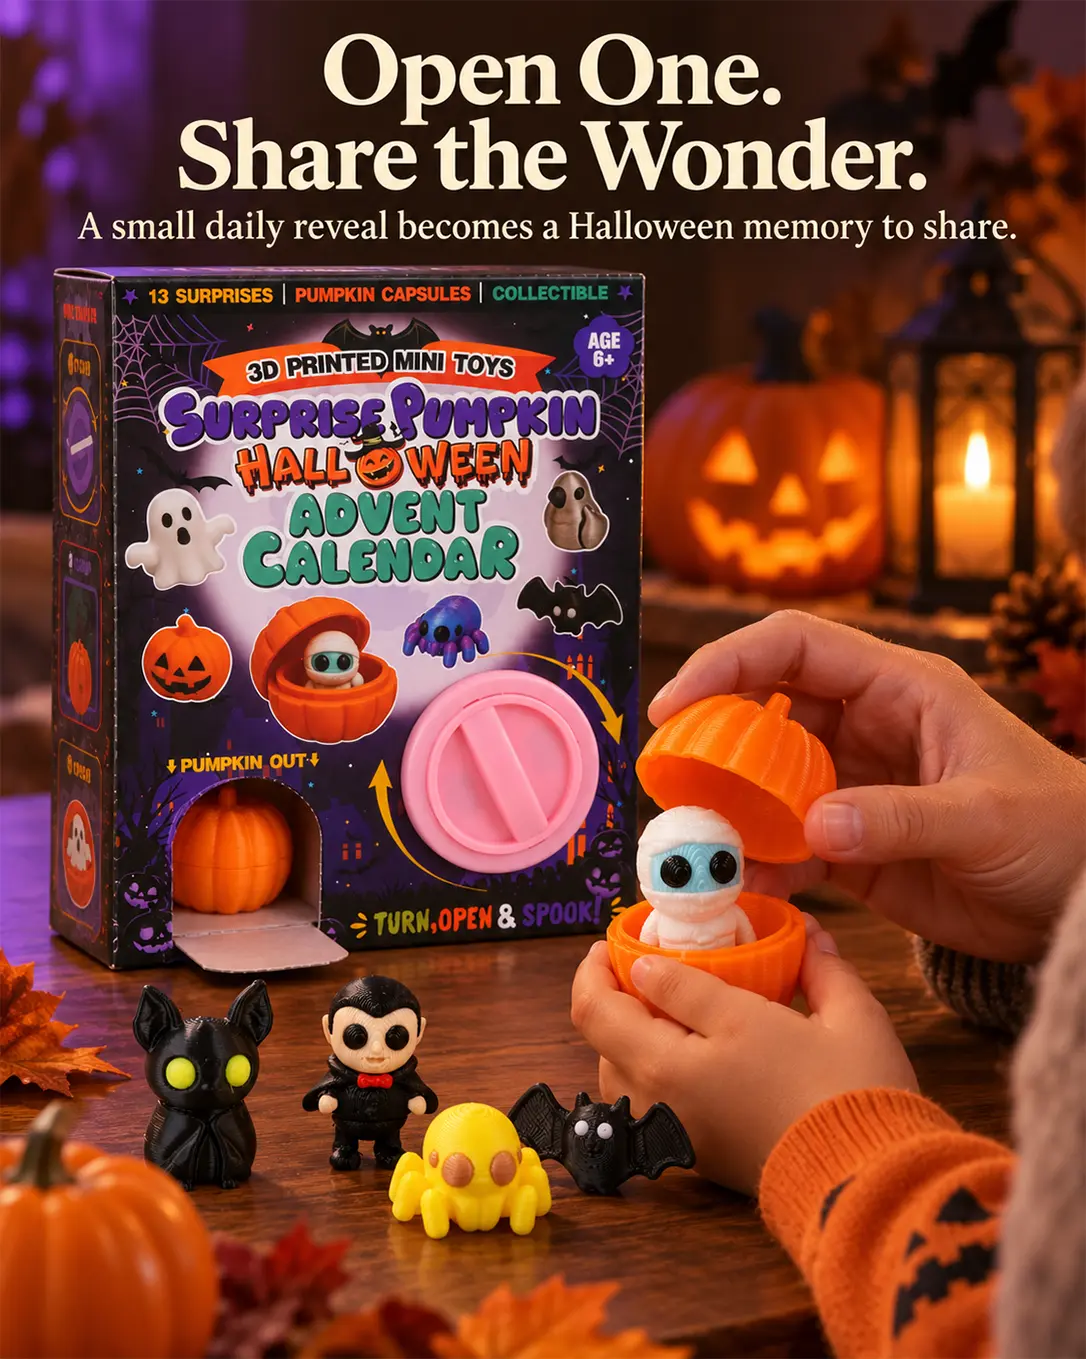 Open One.
Share the Wonder.
A small daily reveal becomes a Halloween memory to share.
13 SURPRISES | PUMPKIN CAPSULES | COLLECTIBLE
AGE
6+
3D PRINTED MINI TOYS
SURPRISE PUMPKIN
HALLOWEEN
ADVENT
CALENDAR
PUMPKIN OUT
TURN, OPEN & SPOOK!